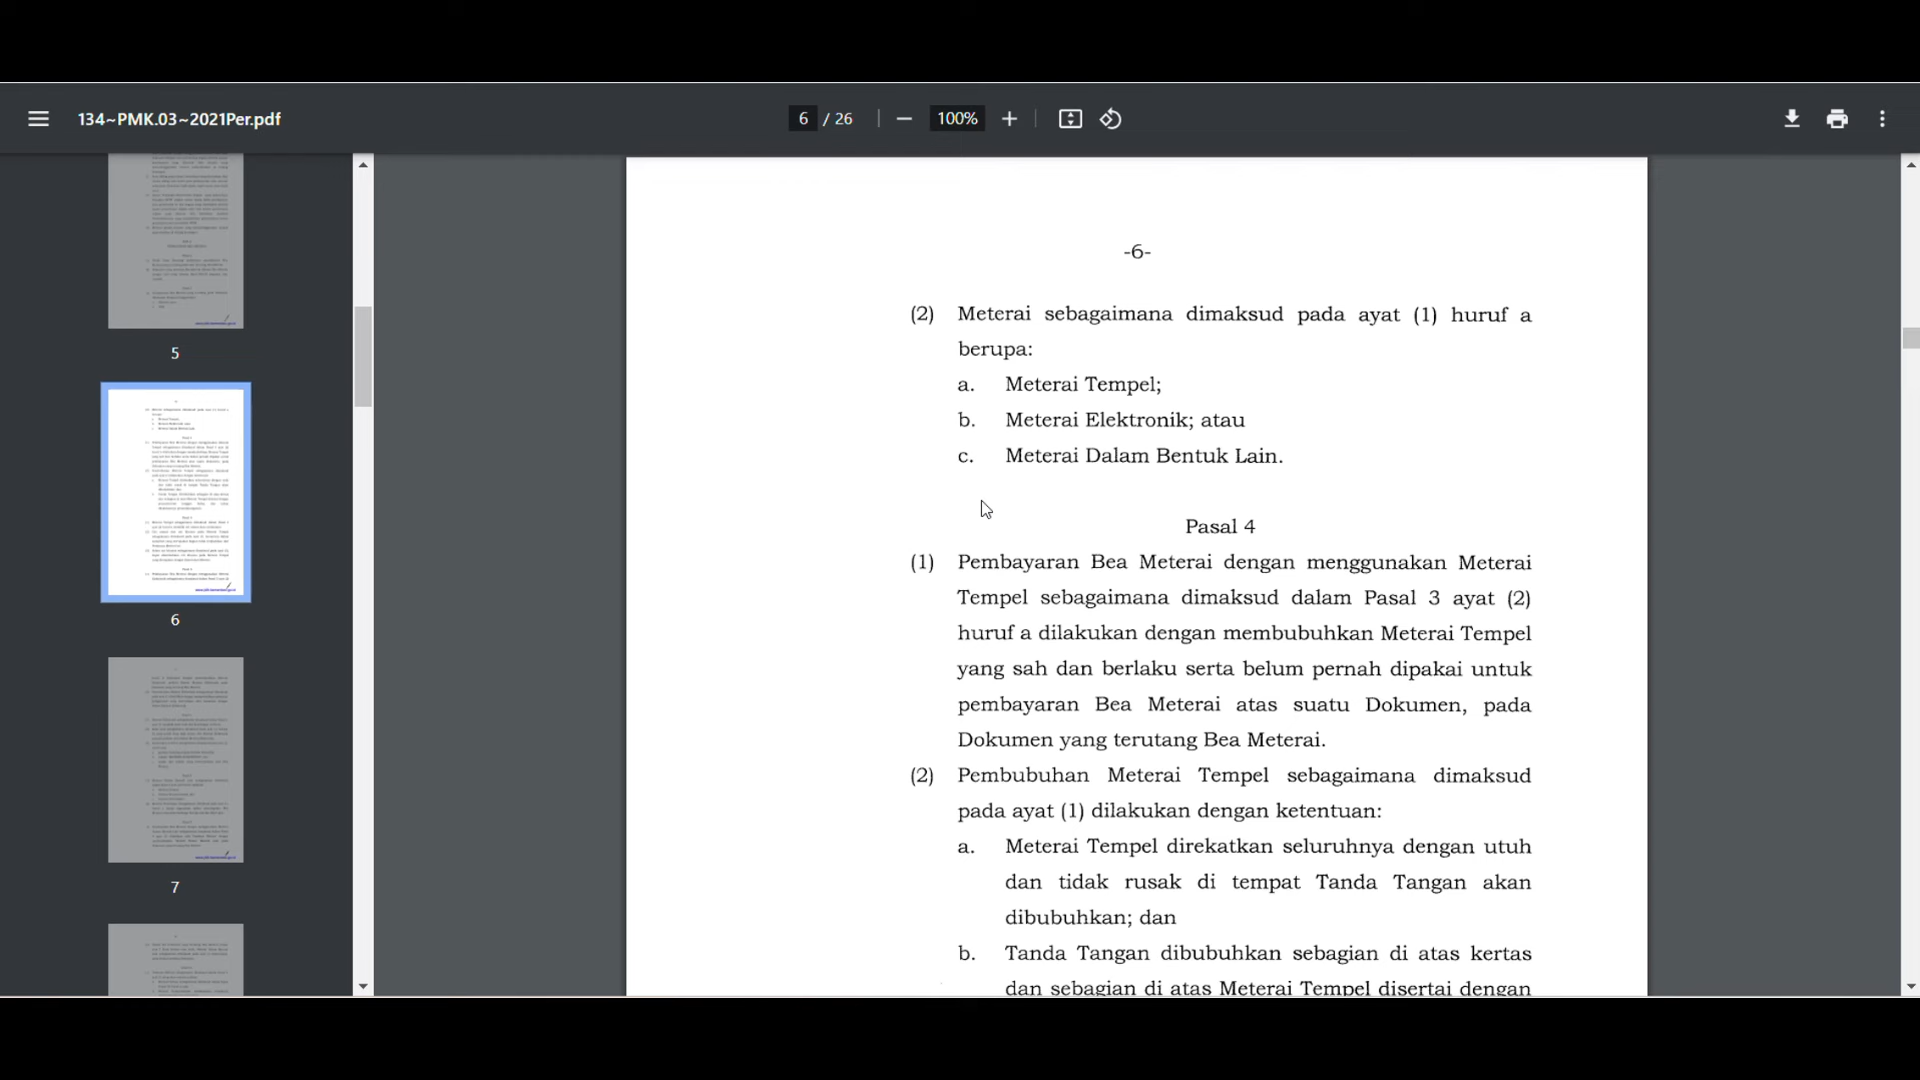 134~PMK.03~2021Per.pdf
6 / 26
100%
5
6
7
-6-
(2) Meterai sebagaimana dimaksud pada ayat (1) huruf a
berupa:
a. Meterai Tempel;
b. Meterai Elektronik; atau
c. Meterai Dalam Bentuk Lain.
Pasal 4
(1) Pembayaran Bea Meterai dengan menggunakan Meterai
Tempel sebagaimana dimaksud dalam Pasal 3 ayat (2)
huruf a dilakukan dengan membubuhkan Meterai Tempel
yang sah dan berlaku serta belum pernah dipakai untuk
pembayaran Bea Meterai atas suatu Dokumen, pada
Dokumen yang terutang Bea Meterai.
(2) Pembubuhan Meterai Tempel sebagaimana dimaksud
pada ayat (1) dilakukan dengan ketentuan:
a. Meterai Tempel direkatkan seluruhnya dengan utuh
dan tidak rusak di tempat Tanda Tangan akan
dibubuhkan; dan
b. Tanda Tangan dibubuhkan sebagian di atas kertas
dan sebagian di atas Meterai Tempel disertai dengan